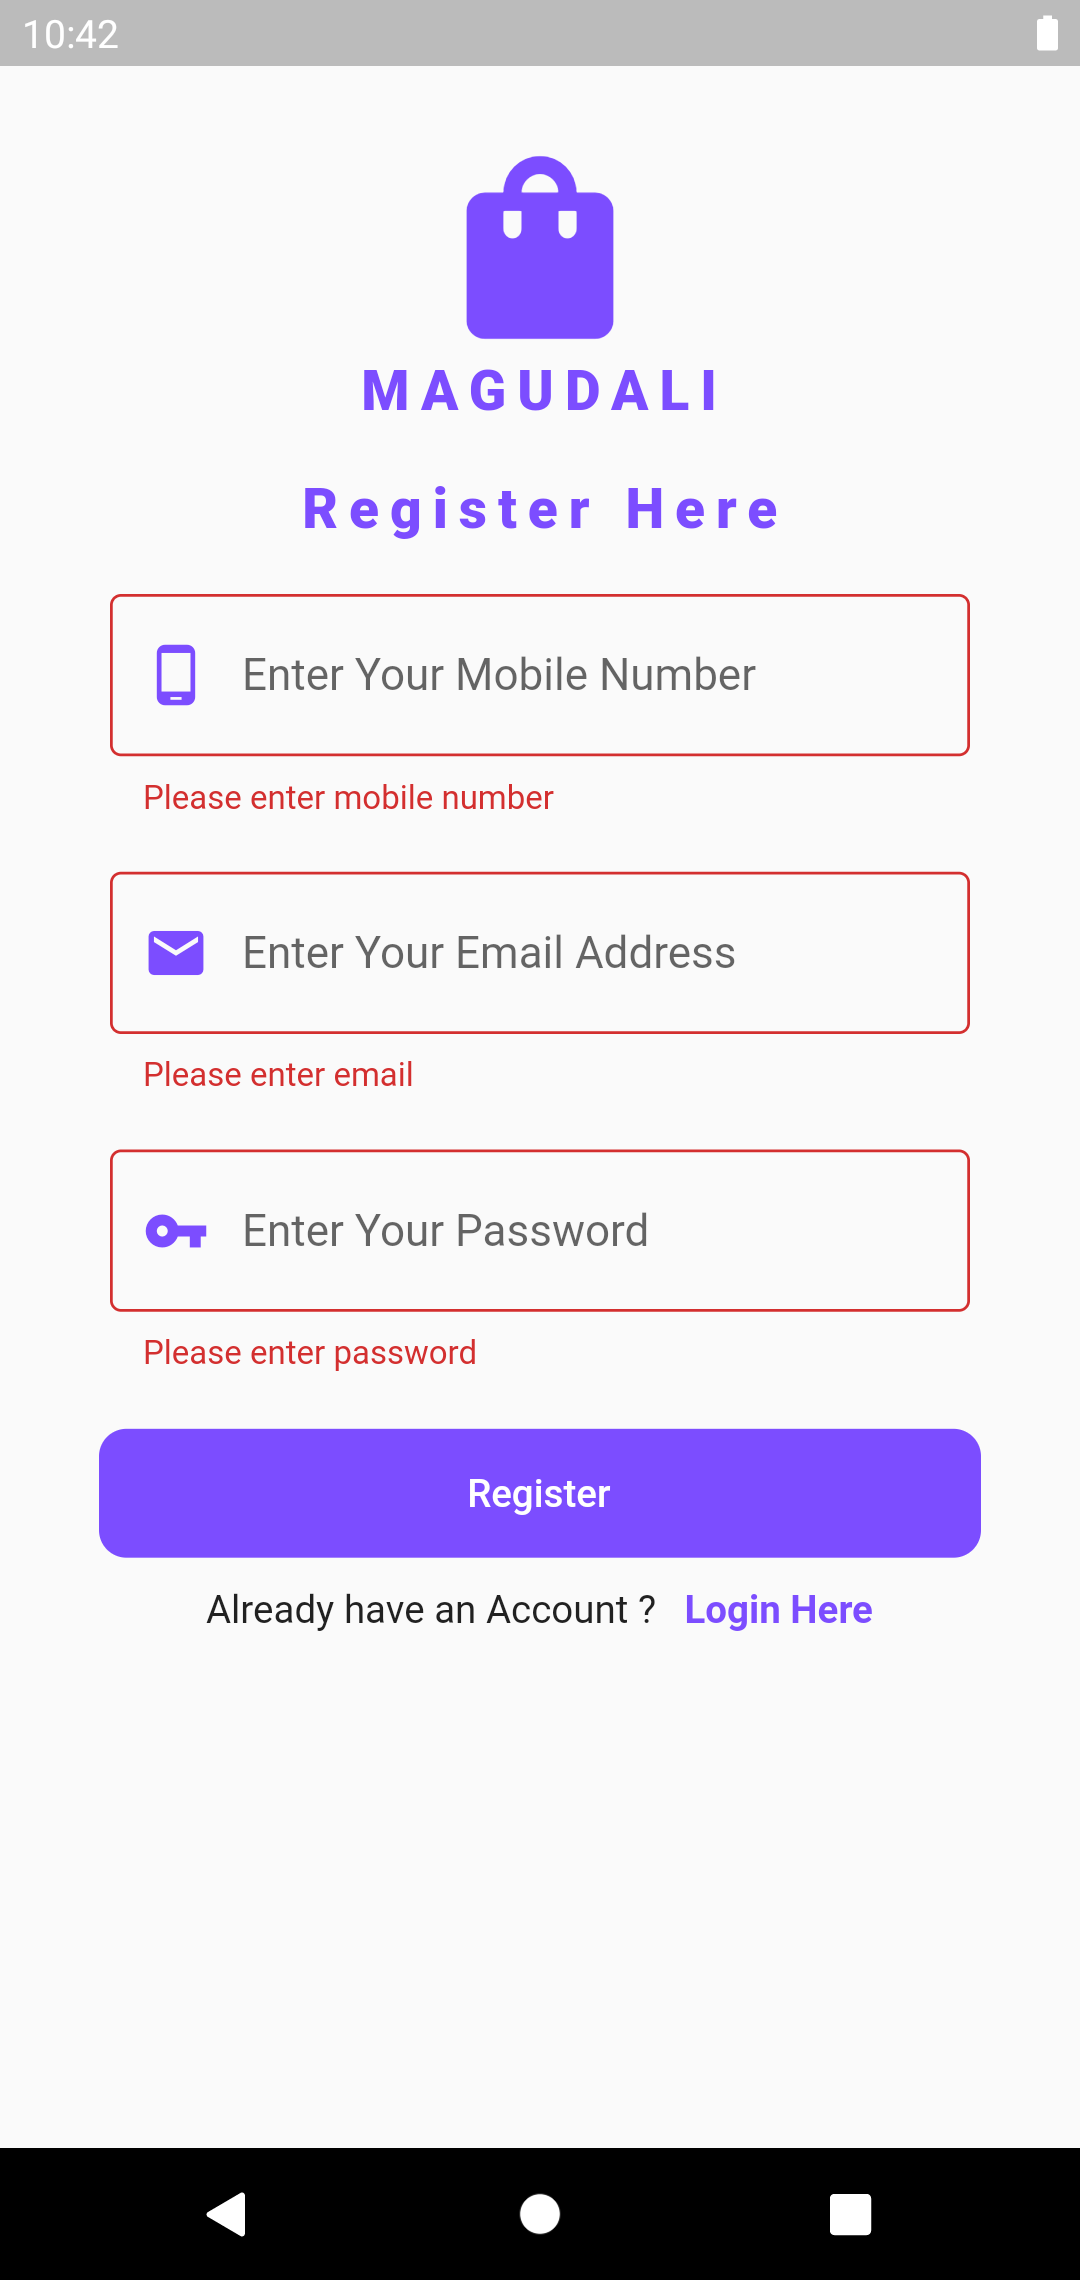 10:42
MAGUDALI
Register Here
Enter Your Mobile Number
Please enter mobile number
Enter Your Email Address
Please enter email
Enter Your Password
Please enter password
Register
Already have an Account ? Login Here